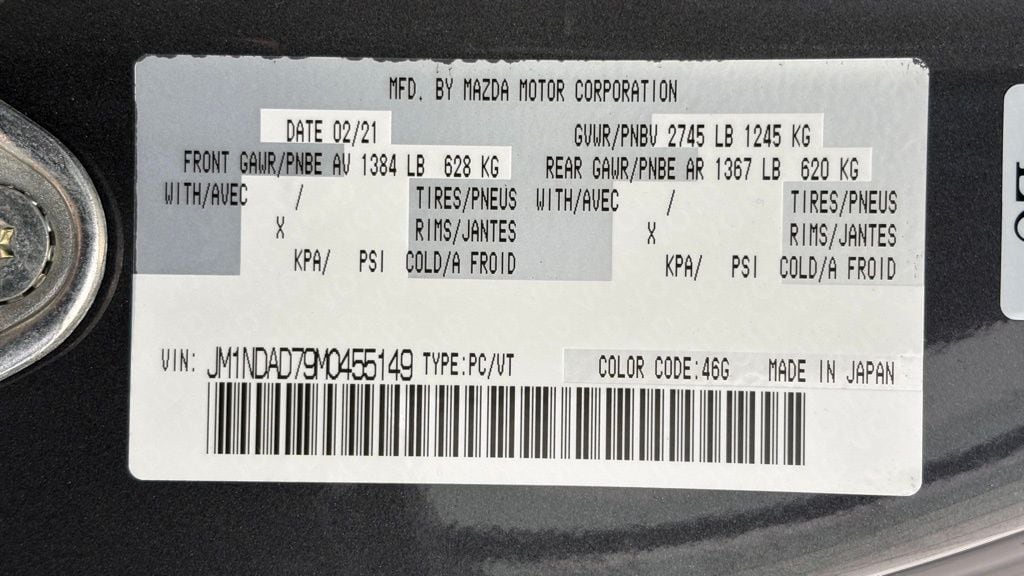 MFD. BY MAZDA MOTOR CORPORATION
DATE 02/21 GVWR/PNBV 2745 LB 1245 KG
FRONT GAWR/PNBE AV 1384 LB 628 KG REAR GAWR/PNBE AR 1367 LB 620 KG
WITH/AVEC / TIRES/PNEUS WITH/AVEC / TIRES/PNEUS
X RIMS/JANTES X RIMS/JANTES
KPA/ PSI COLD/A FROID KPA/ PSI COLD/A FROID
VIN: JM1NDAD79M0455149 TYPE:PC/VT COLOR CODE:46G MADE IN JAPAN